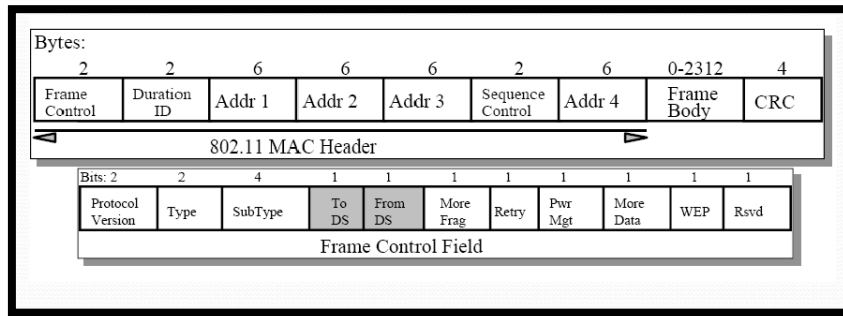 Bytes:
2 2 6 6 6 2 6 0-2312 4
Frame Control Duration ID Addr 1 Addr 2 Addr 3 Sequence Control Addr 4 Frame Body CRC
802.11 MAC Header
Bits: 2 2 4 1 1 1 1 1 1 1 1
Protocol Version Type SubType To DS From DS More Frag Retry Pwr Mgt More Data WEP Rsvd
Frame Control Field